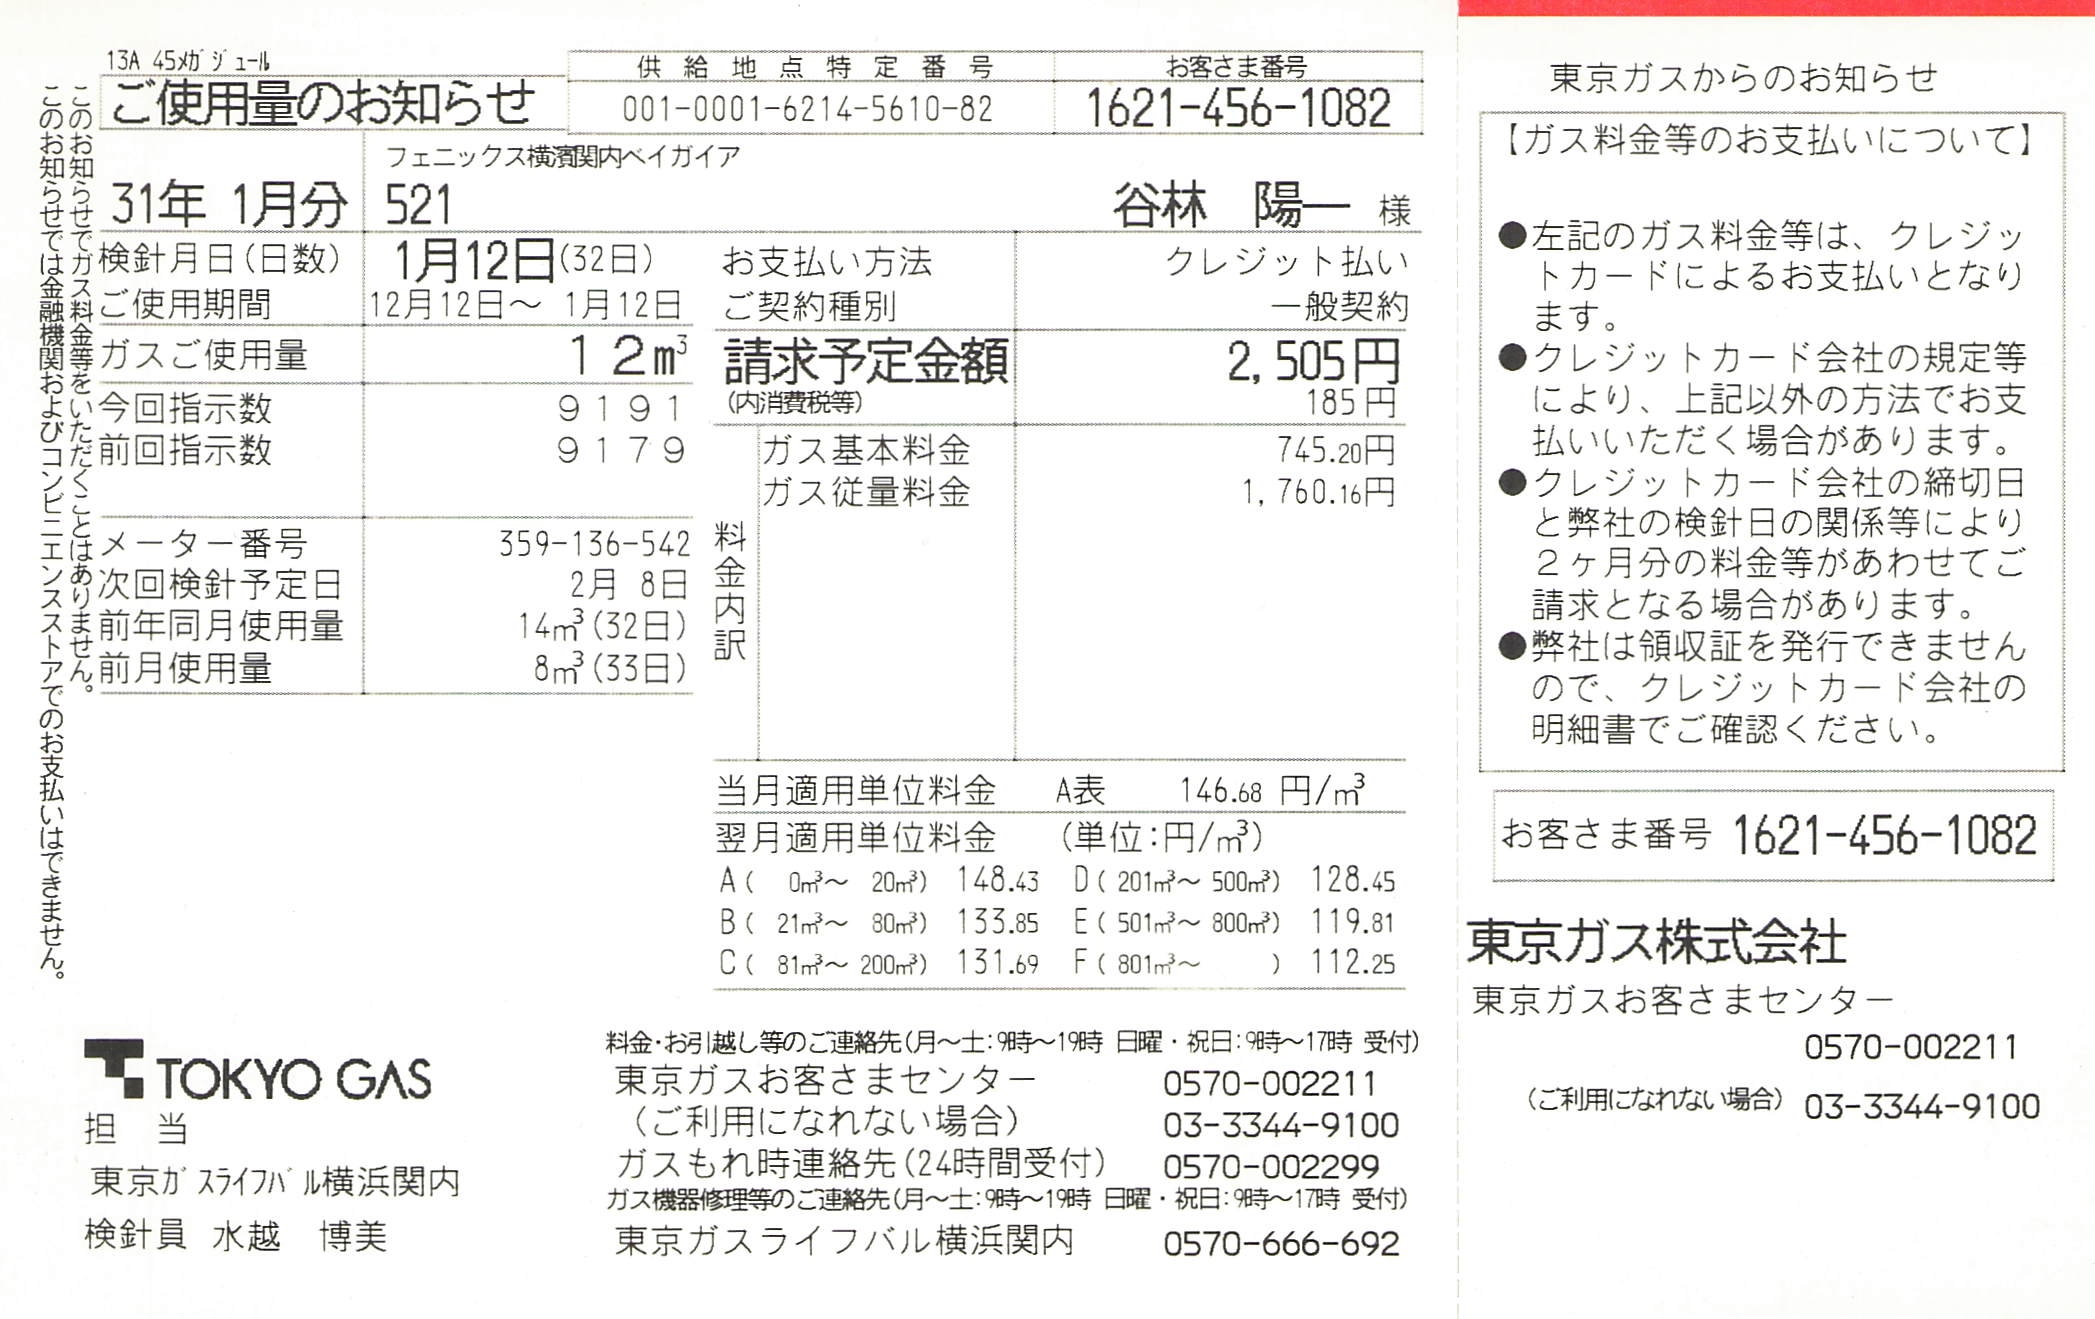 13A 45メガジュール
ご使用量のお知らせ
供給地点特定番号
001-0001-6214-5610-82
お客さま番号
1621-456-1082
31年 1月分
フェニックス横濱関内ベイガイア
521
谷林 陽一 様
検針月日(日数) 1月12日(32日)
ご使用期間 12月12日〜 1月12日
ガスご使用量 12m³
今回指示数 9191
前回指示数 9179
メーター番号 359-136-542
次回検針予定日 2月 8日
前年同月使用量 14m³(32日)
前月使用量 8m³(33日)
お支払い方法 クレジット払い
ご契約種別 一般契約
請求予定金額 2,505円
(内消費税等) 185円
料金内訳
ガス基本料金 745.20円
ガス従量料金 1,760.16円
当月適用単位料金 A表 146.68 円/m³
翌月適用単位料金 (単位:円/m³)
A( 0m³〜 20m³) 148.43 D(201m³〜 500m³) 128.45
B( 21m³〜 80m³) 133.85 E(501m³〜 800m³) 119.81
C( 81m³〜 200m³) 131.69 F(801m³〜 ) 112.25
このお知らせでガス料金等をいただくことはありません。
このお知らせでは金融機関およびコンビニエンスストアでのお支払いはできません。
TOKYO GAS
担 当
東京ガスライフバル横浜関内
検針員 水越 博美
料金・お引越し等のご連絡先(月〜土:9時〜19時 日曜・祝日:9時〜17時 受付)
東京ガスお客さまセンター 0570-002211
(ご利用になれない場合) 03-3344-9100
ガスもれ時連絡先(24時間受付) 0570-002299
ガス機器修理等のご連絡先(月〜土:9時〜19時 日曜・祝日:9時〜17時 受付)
東京ガスライフバル横浜関内 0570-666-692
東京ガスからのお知らせ
【ガス料金等のお支払いについて】
●左記のガス料金等は、クレジッ
トカードによるお支払いとなり
ます。
●クレジットカード会社の規定等
により、上記以外の方法でお支
払いいただく場合があります。
●クレジットカード会社の締切日
と弊社の検針日の関係等により
2ヶ月分の料金等があわせてご
請求となる場合があります。
●弊社は領収証を発行できません
ので、クレジットカード会社の
明細書でご確認ください。
お客さま番号 1621-456-1082
東京ガス株式会社
東京ガスお客さまセンター
0570-002211
(ご利用になれない場合) 03-3344-9100